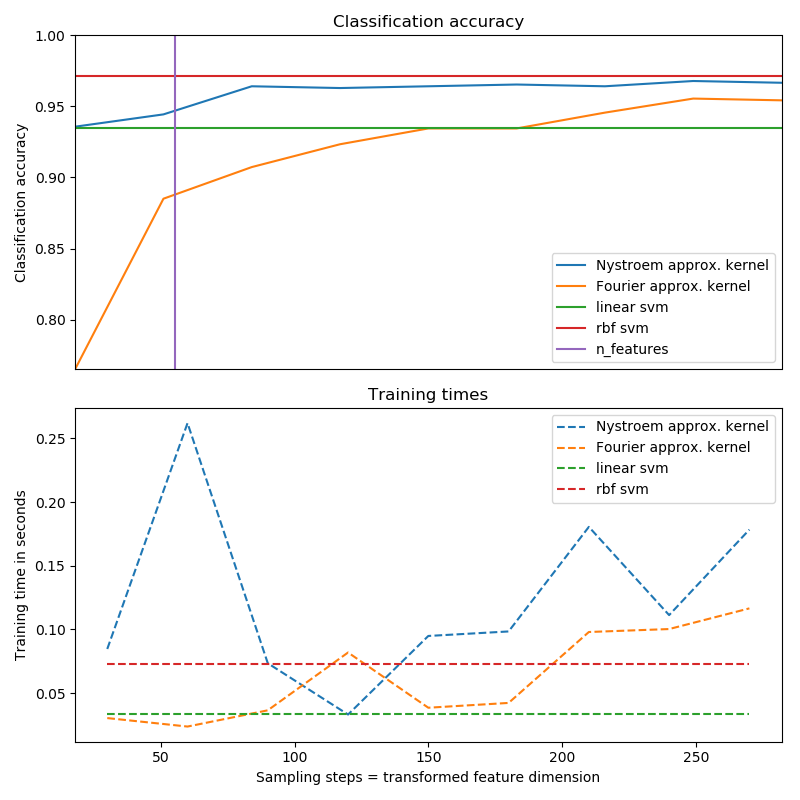 Classification accuracy
1.00
0.95
0.90
0.85
0.80
Classification accuracy
Nystroem approx. kernel
Fourier approx. kernel
linear svm
rbf svm
n_features
Training times
0.25
0.20
0.15
0.10
0.05
Training time in seconds
Nystroem approx. kernel
Fourier approx. kernel
linear svm
rbf svm
50 100 150 200 250
Sampling steps = transformed feature dimension